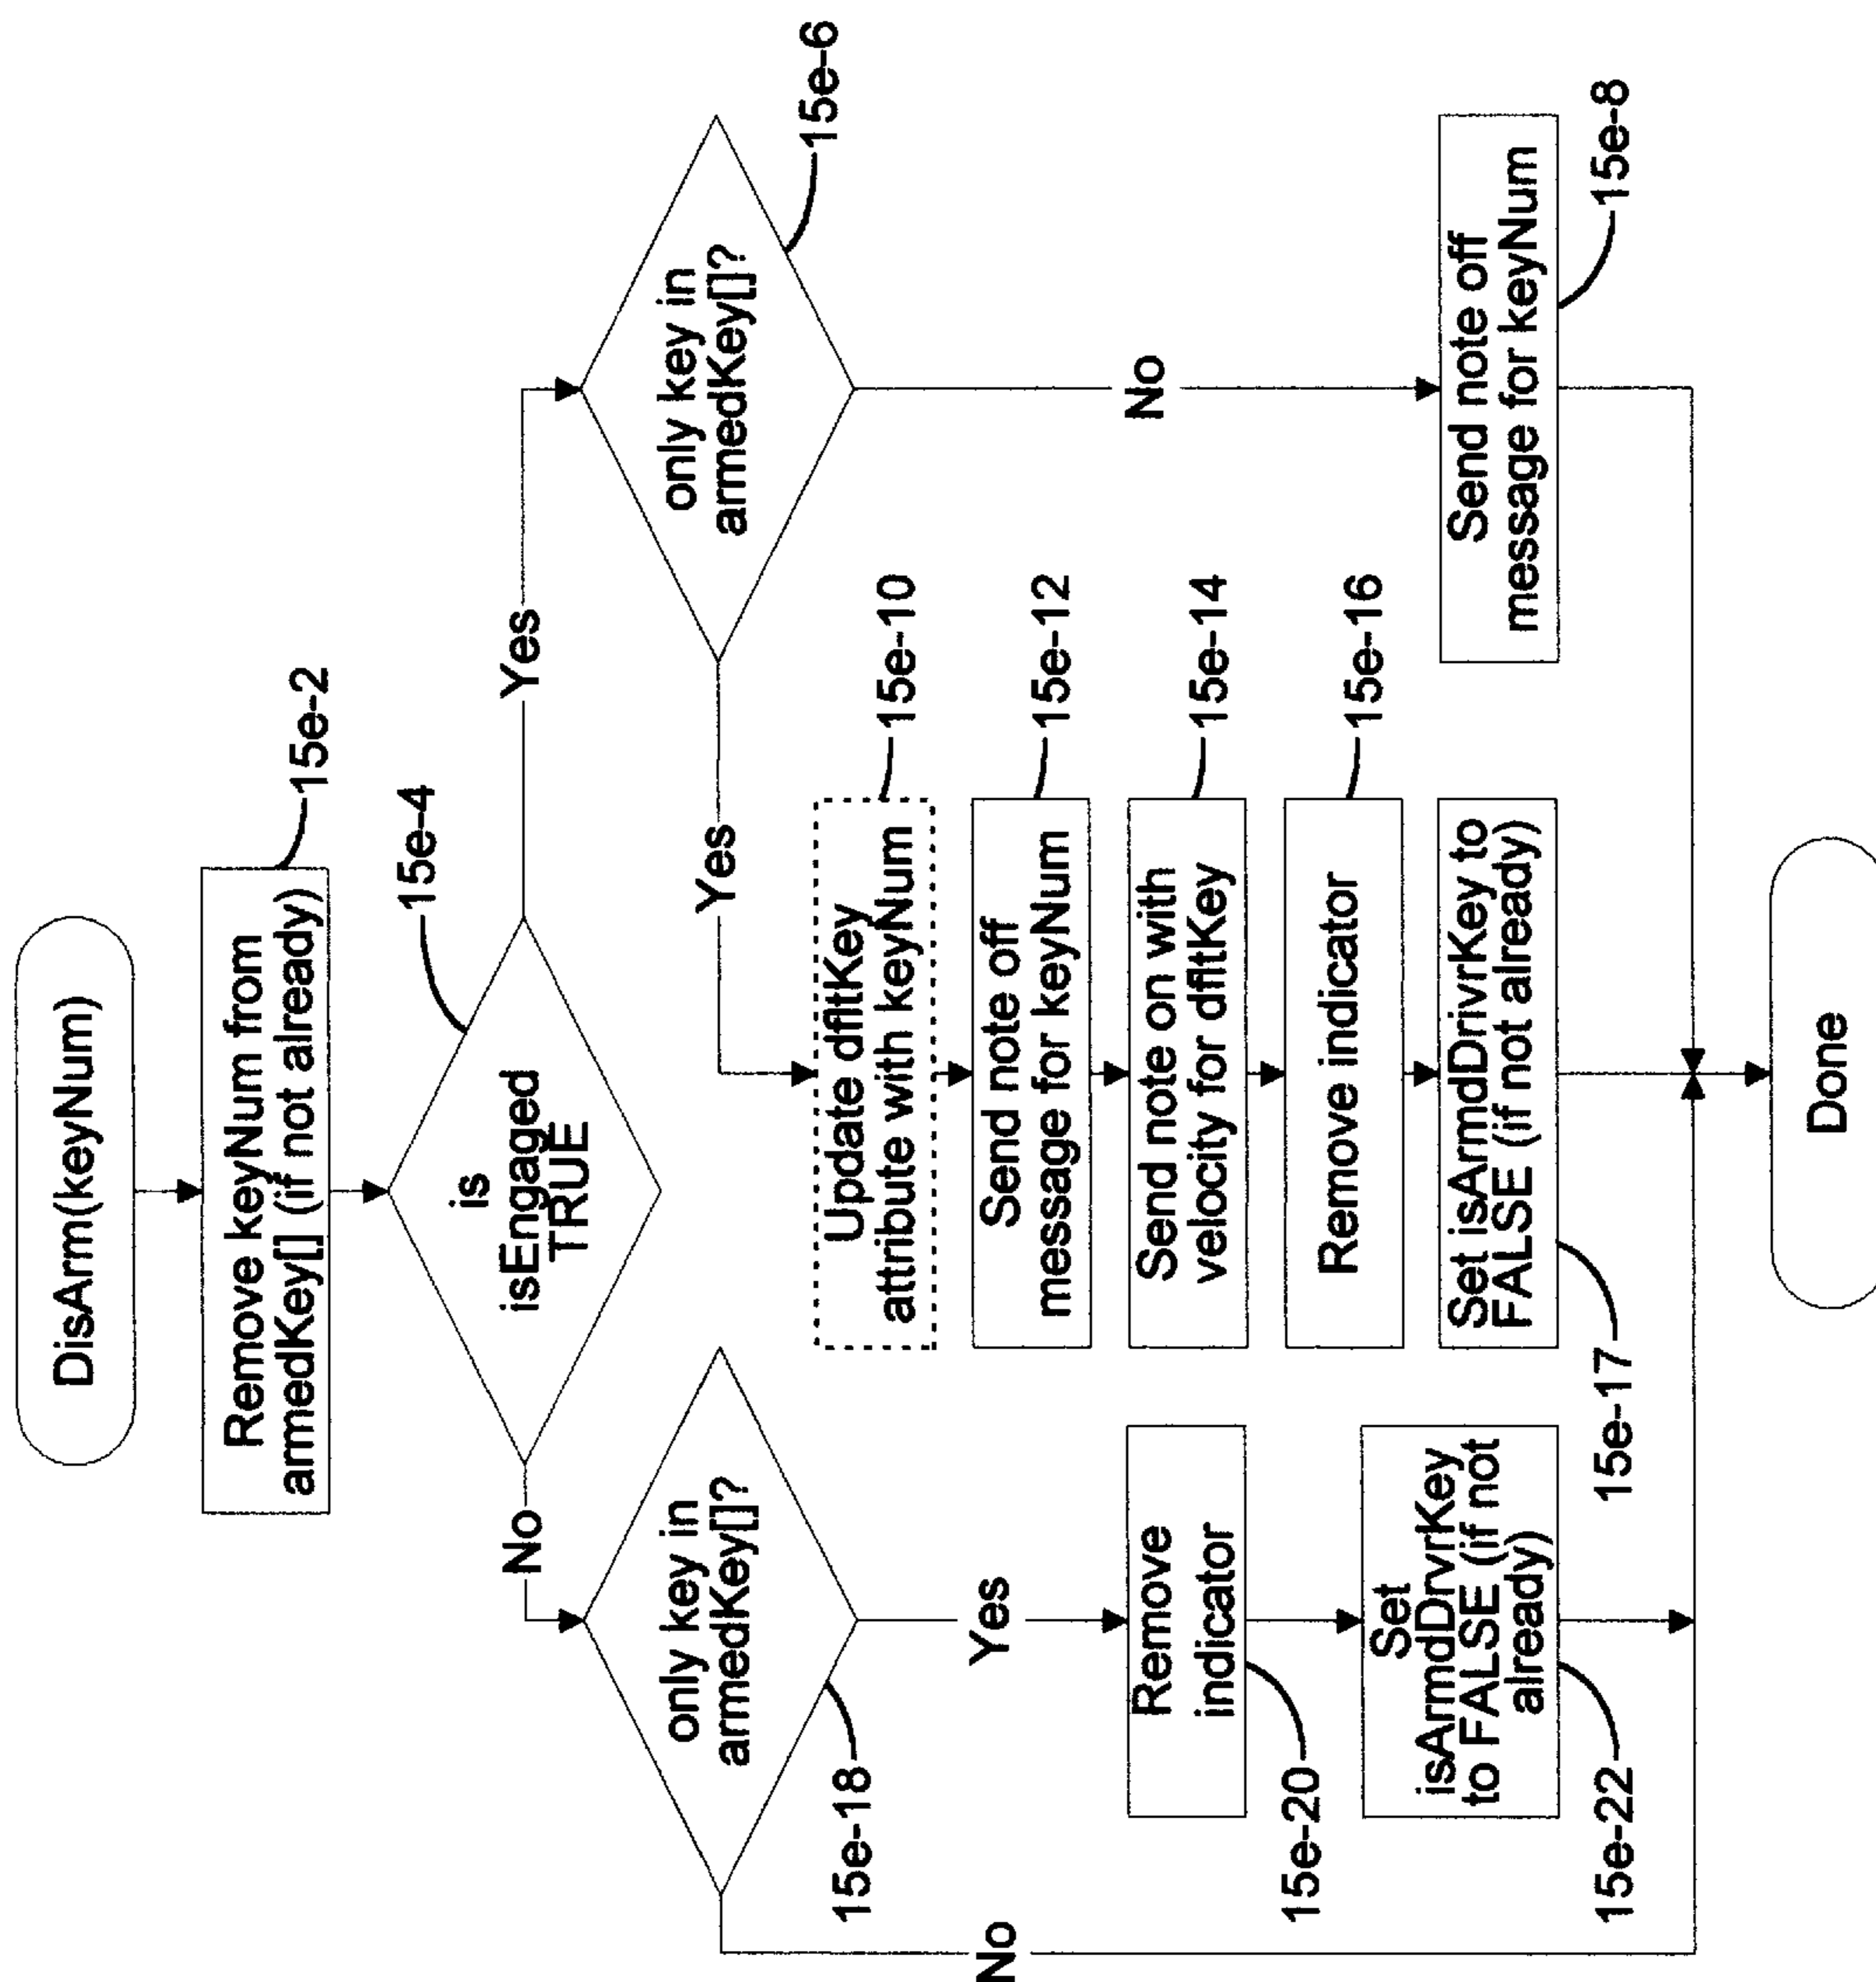 DisArm(keyNum)
Remove keyNum from
armedKey[] (if not already)
15e-2
is
isEngaged
TRUE
15e-4
No
Yes
only key in
armedKey[]?
15e-18
only key in
armedKey[]?
15e-6
Yes
No
Yes
No
Update dfltKey
attribute with keyNum
15e-10
Send note off
message for keyNum
15e-12
Remove
indicator
15e-20
Send note on with
velocity for dfltKey
15e-14
Remove indicator
15e-16
Set
isArmdDrvrKey
to FALSE (if not
already)
15e-22
Set isArmdDrivrKey to
FALSE (if not already)
15e-17
Send note off
message for keyNum
15e-8
Done